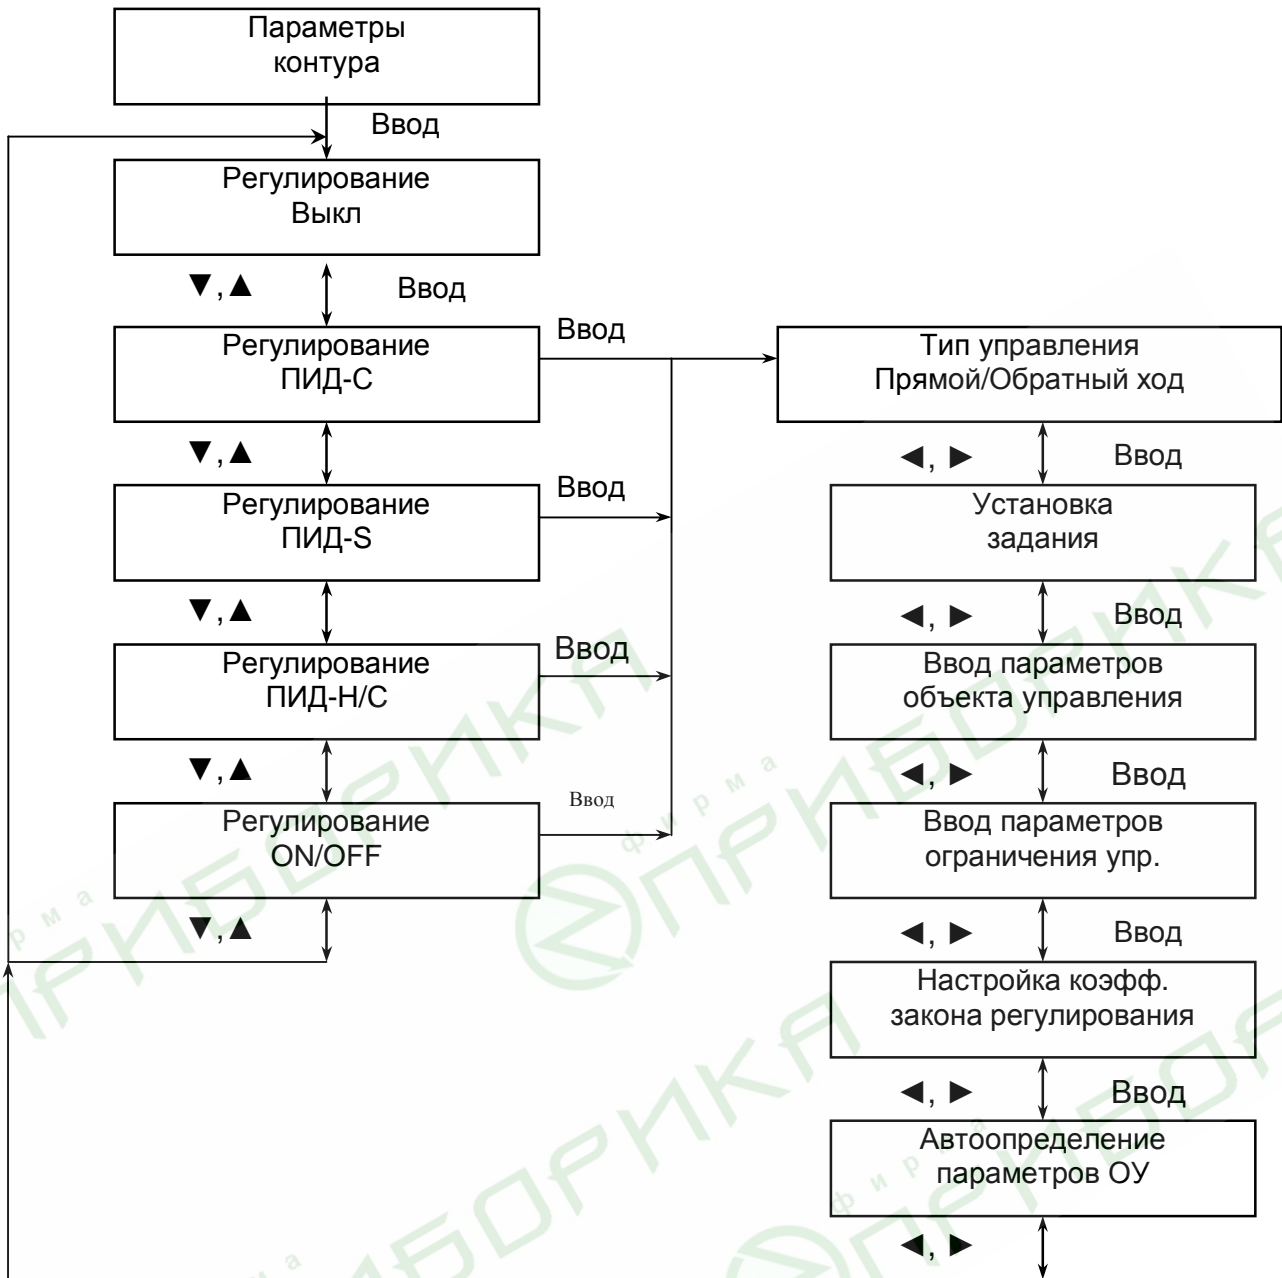 Параметры
контура
Ввод
Регулирование
Выкл
▼,▲ Ввод
Регулирование
ПИД-С
Ввод
▼,▲
Регулирование
ПИД-S
Ввод
▼,▲
Регулирование
ПИД-Н/С
Ввод
▼,▲
Регулирование
ON/OFF
Ввод
▼,▲
Тип управления
Прямой/Обратный ход
◄, ► Ввод
Установка
задания
◄, ► Ввод
Ввод параметров
объекта управления
◄, ► Ввод
Ввод параметров
ограничения упр.
◄, ► Ввод
Настройка коэфф.
закона регулирования
◄, ► Ввод
Автоопределение
параметров ОУ
◄, ►
фирма
ПРИБОРИКА